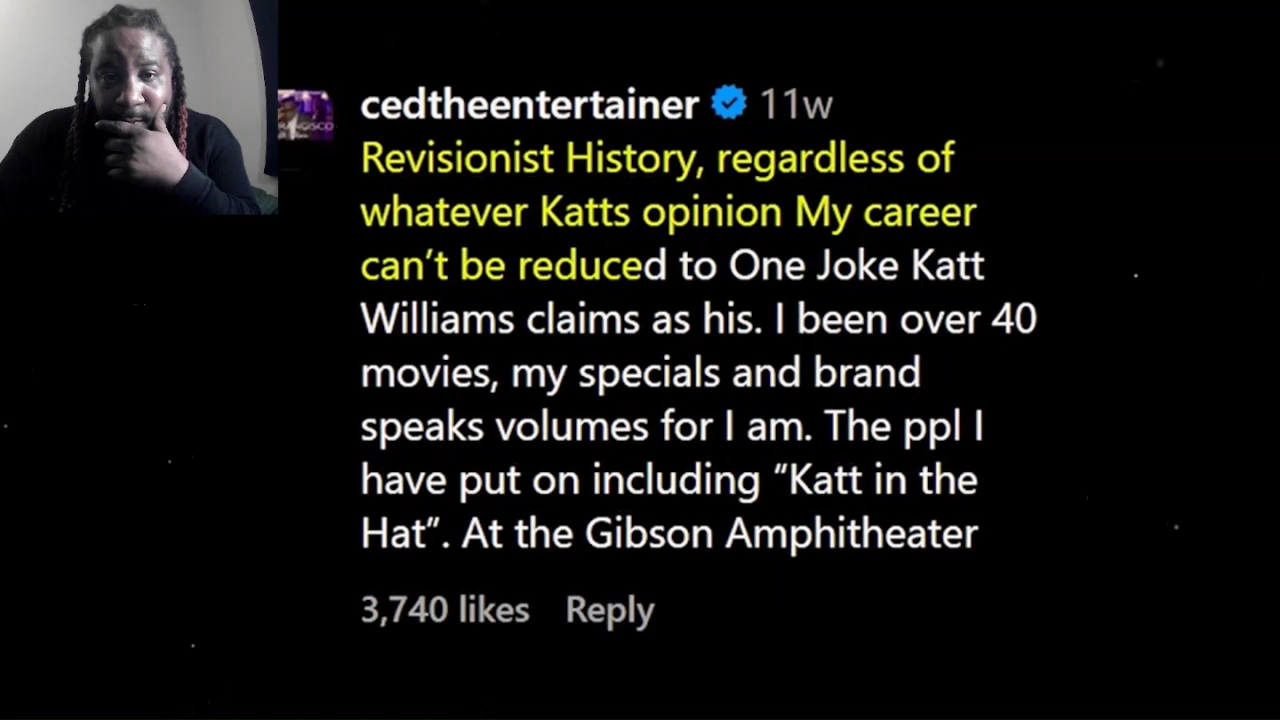 cedtheentertainer 11w
Revisionist History, regardless of
whatever Katts opinion My career
can't be reduced to One Joke Katt
Williams claims as his. I been over 40
movies, my specials and brand
speaks volumes for I am. The ppl I
have put on including “Katt in the
Hat”. At the Gibson Amphitheater
3,740 likes Reply